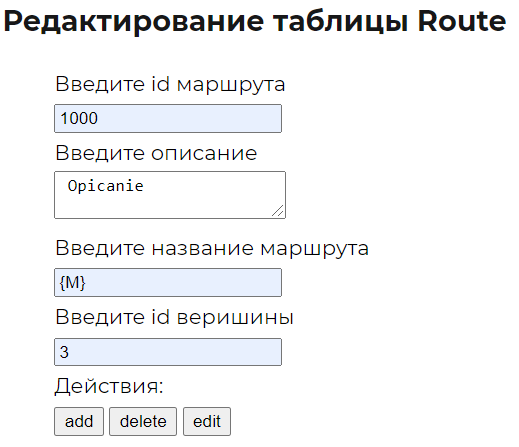 Редактирование таблицы Route
Введите id маршрута
1000
Введите описание
Opicanie
Введите название маршрута
{M}
Введите id веришины
3
Действия:
add delete edit